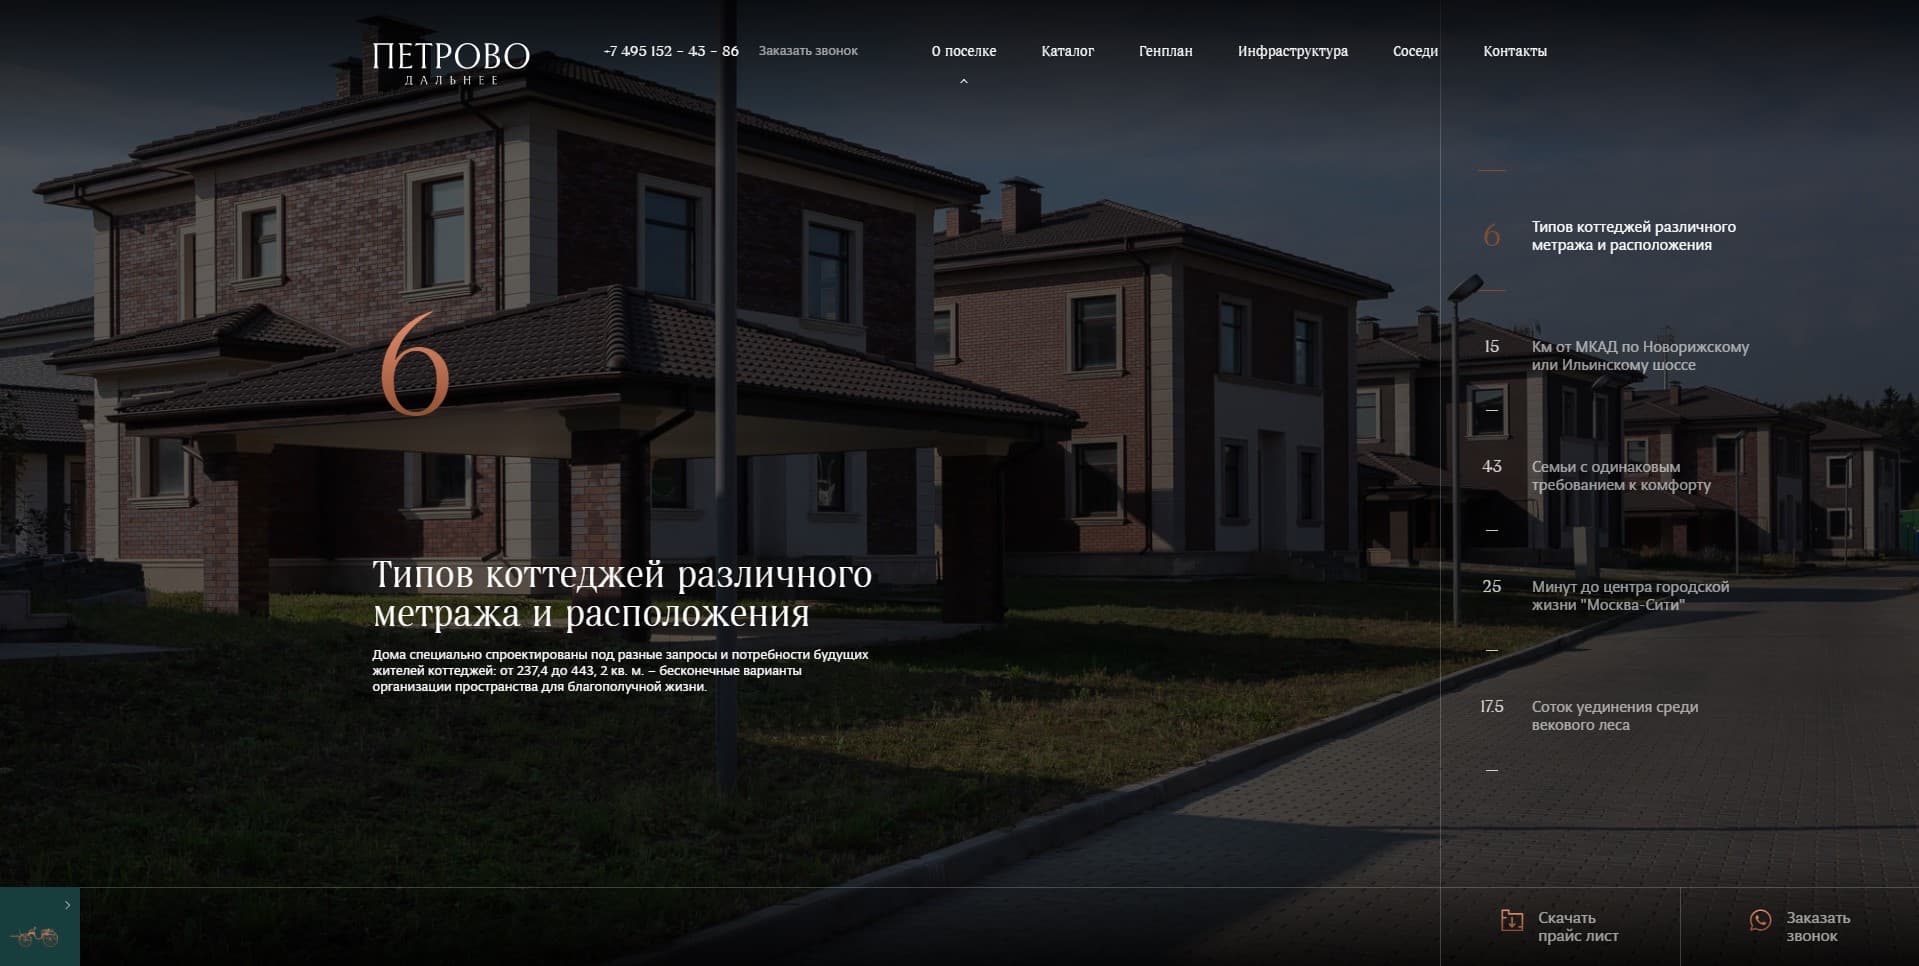 ПЕТРОВО
ДАЛЬНЕЕ
+7 495 152 – 43 – 86
Заказать звонок
О поселке
Каталог
Генплан
Инфраструктура
Соседи
Контакты
6
Типов коттеджей различного
метража и расположения
Дома специально спроектированы под разные запросы и потребности будущих
жителей коттеджей: от 237,4 до 443, 2 кв. м. – бесконечные варианты
организации пространства для благополучной жизни.
6
Типов коттеджей различного
метража и расположения
15
Км от МКАД по Новорижскому
или Ильинскому шоссе
43
Семьи с одинаковым
требованием к комфорту
25
Минут до центра городской
жизни "Москва-Сити"
17.5
Соток уединения среди
векового леса
Скачать
прайс лист
Заказать
звонок